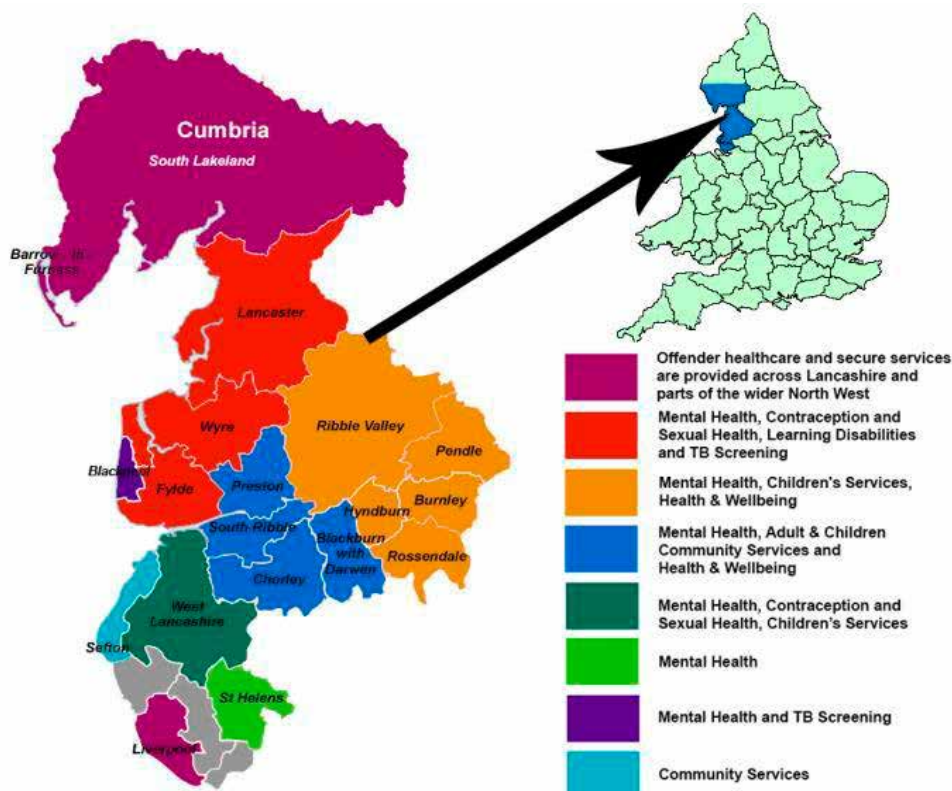 Cumbria
South Lakeland
Barrow in
Furness
Lancaster
Wyre
Ribble Valley
Pendle
Blackpool
Fylde
Preston
Hyndburn
Burnley
South Ribble
Blackburn
with
Darwen
Rossendale
Chorley
West
Lancashire
Sefton
St Helens
Liverpool
Offender healthcare and secure services
are provided across Lancashire and
parts of the wider North West
Mental Health, Contraception and
Sexual Health, Learning Disabilities
and TB Screening
Mental Health, Children's Services,
Health & Wellbeing
Mental Health, Adult & Children
Community Services and
Health & Wellbeing
Mental Health, Contraception and
Sexual Health, Children's Services
Mental Health
Mental Health and TB Screening
Community Services